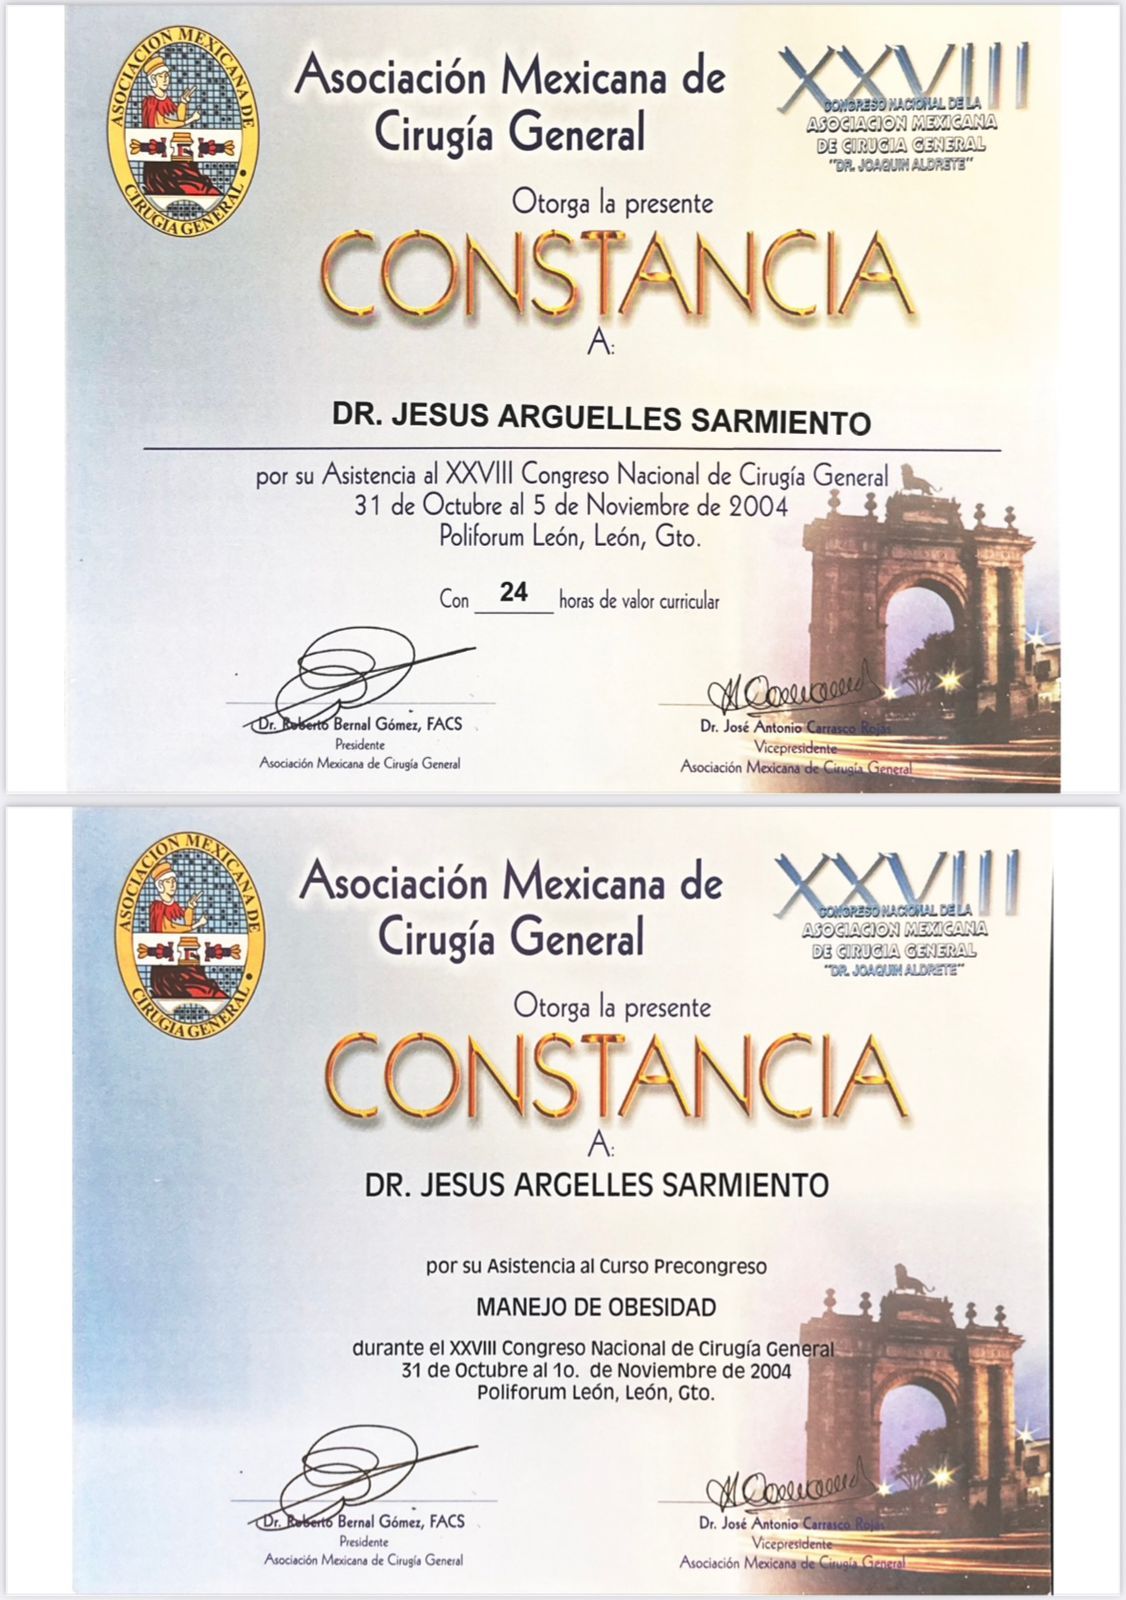 ASOCIACION MEXICANA DE
CIRUGIA GENERAL
Asociación Mexicana de
Cirugía General
XXVIII
CONGRESO NACIONAL DE LA
ASOCIACION MEXICANA
DE CIRUGIA GENERAL
"DR. JOAQUIN ALDRETE"
Otorga la presente
CONSTANCIA
A:
DR. JESUS ARGUELLES SARMIENTO
por su Asistencia al XXVIII Congreso Nacional de Cirugía General
31 de Octubre al 5 de Noviembre de 2004
Poliforum León, León, Gto.
Con 24 horas de valor curricular
Dr. Roberto Bernal Gómez, FACS
Presidente
Asociación Mexicana de Cirugía General
Dr. José Antonio Carrasco Rojas
Vicepresidente
Asociación Mexicana de Cirugía General
ASOCIACION MEXICANA DE
CIRUGIA GENERAL
Asociación Mexicana de
Cirugía General
XXVIII
CONGRESO NACIONAL DE LA
ASOCIACION MEXICANA
DE CIRUGIA GENERAL
"DR. JOAQUIN ALDRETE"
Otorga la presente
CONSTANCIA
A:
DR. JESUS ARGELLES SARMIENTO
por su Asistencia al Curso Precongreso
MANEJO DE OBESIDAD
durante el XXVIII Congreso Nacional de Cirugía General
31 de Octubre al 1o. de Noviembre de 2004
Poliforum León, León, Gto.
Dr. Roberto Bernal Gómez, FACS
Presidente
Asociación Mexicana de Cirugía General
Dr. José Antonio Carrasco Rojas
Vicepresidente
Asociación Mexicana de Cirugía General